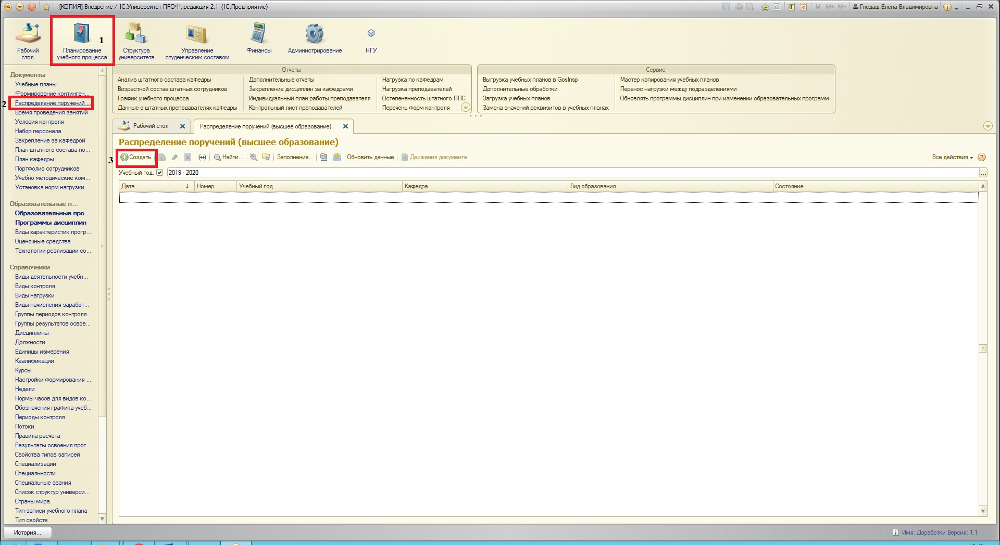 [КОПИЯ] Внедрение / 1С:Университет ПРОФ, редакция 2.1 (1С:Предприятие)
M M+ M- Гнедаш Елена Владимировна
Рабочий стол
1
Планирование учебного процесса
Структура университета
Управление студенческим составом
Финансы
Администрирование
НГУ
Документы
Учебные планы
Формирование континген...
2
Распределение поручений ...
Время проведения занятий
Условия контроля
Набор персонала
Закрепление за кафедрой
План штатного состава по...
План кафедры
Портфолио сотрудников
Учебно методические ком...
Установка норм нагрузки ...
Образовательные п...
Образовательные про...
Программы дисциплин
Виды характеристик прогр...
Оценочные средства
Технологии реализации со...
Справочники
Виды деятельности учебн...
Виды контроля
Виды нагрузки
Виды начисления заработ...
Группы периодов контроля
Группы результатов освое...
Дисциплины
Должности
Единицы измерения
Квалификации
Курсы
Настройки формирования ...
Недели
Нормы часов для видов ко...
Обозначения графика учеб...
Периоды контроля
Потоки
Правила расчета
Результаты освоения прог...
Свойства типов записей
Специализации
Специальности
Специальные звания
Список структур универси...
Страны мира
Тип записи учебного плана
Тип свойств
Отчеты
Анализ штатного состава кафедры
Возрастной состав штатных сотрудников
График учебного процесса
Данные о штатных преподавателях кафедры
Дополнительные отчеты
Закрепление дисциплин за кафедрами
Индивидуальный план работы преподавателя
Контрольный лист преподавателей
Нагрузка по кафедрам
Нагрузка преподавателей
Остепененность штатного ППС
Перечень форм контроля
Сервис
Выгрузка учебных планов в GosInsp
Дополнительные обработки
Загрузка учебных планов
Замена значений реквизитов в учебных планах
Мастер копирования учебных планов
Перенос нагрузки между подразделениями
Обновлять программы дисциплин при изменении образовательных программ
Рабочий стол
Распределение поручений (высшее образование)
Распределение поручений (высшее образование)
3
Создать Найти... Заполнение... Обновить данные Движения документа Все действия
Учебный год: 2019 - 2020
Дата Номер Учебный год Кафедра Вид образования Состояние
История...
Имя: Доработки Версия: 1.1